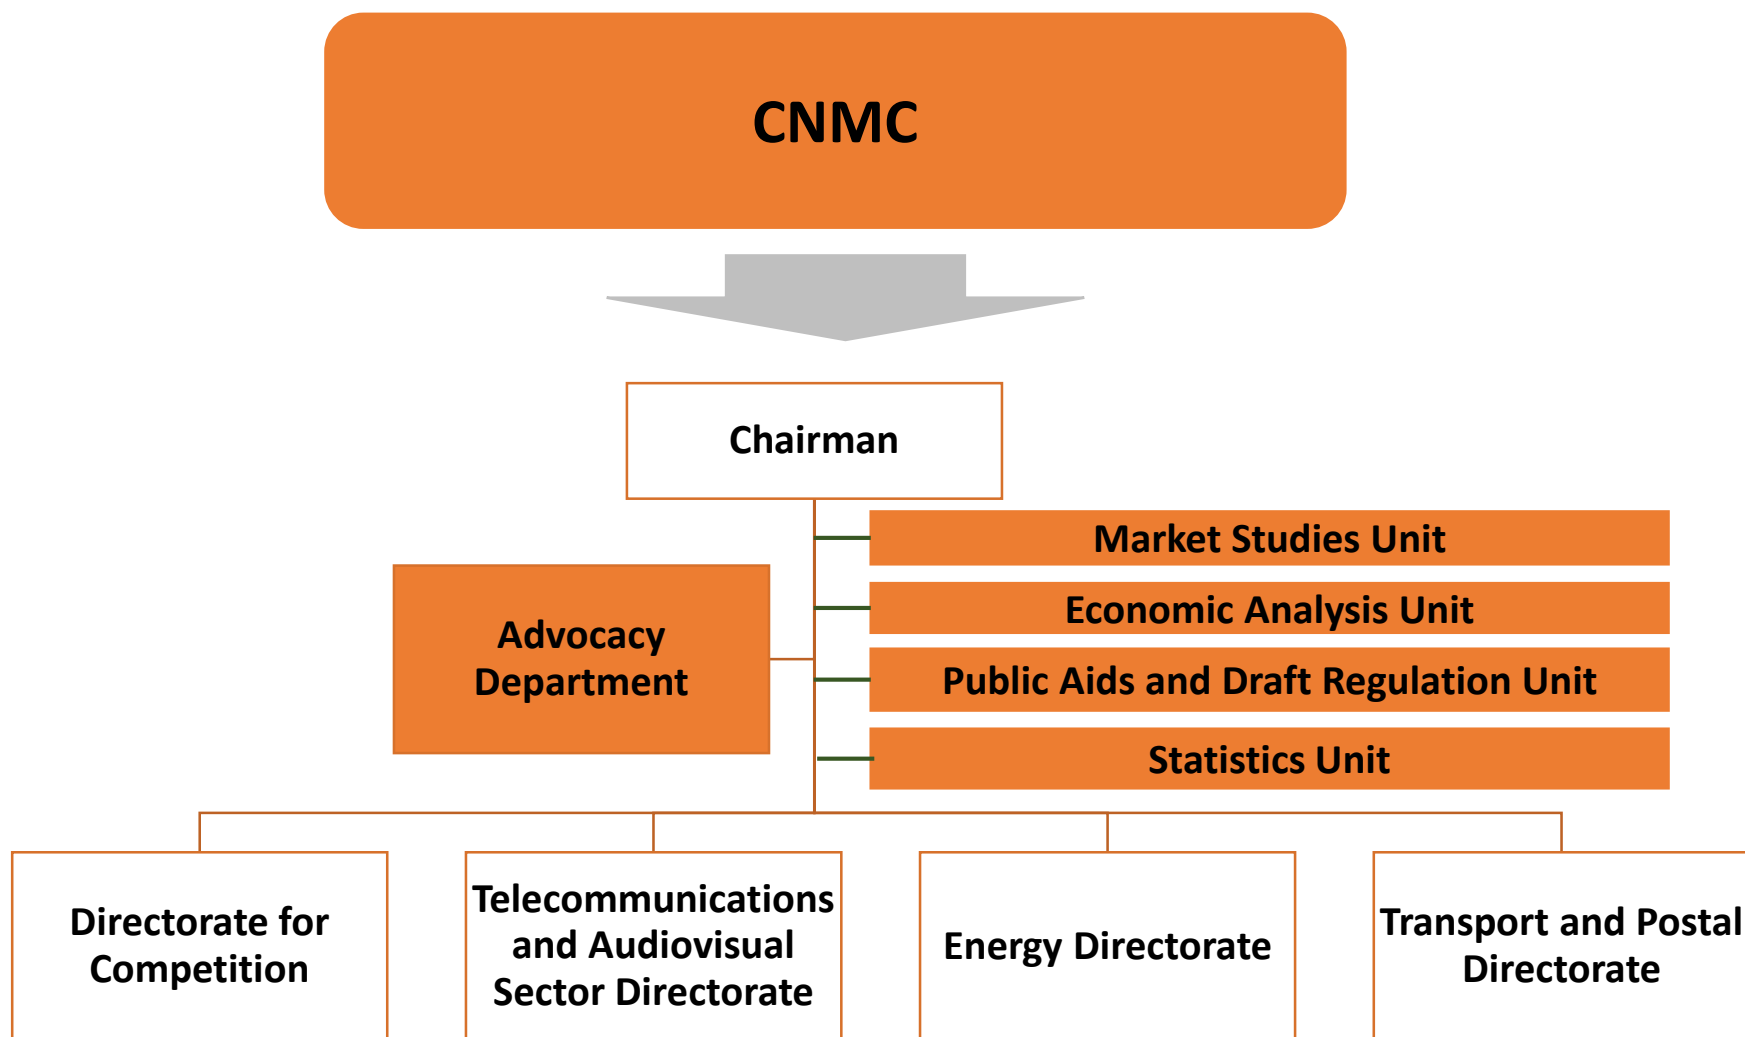 CNMC
Chairman
Market Studies Unit
Economic Analysis Unit
Advocacy
Department
Public Aids and Draft Regulation Unit
Statistics Unit
Directorate for
Competition
Telecommunications
and Audiovisual
Sector Directorate
Energy Directorate
Transport and Postal
Directorate